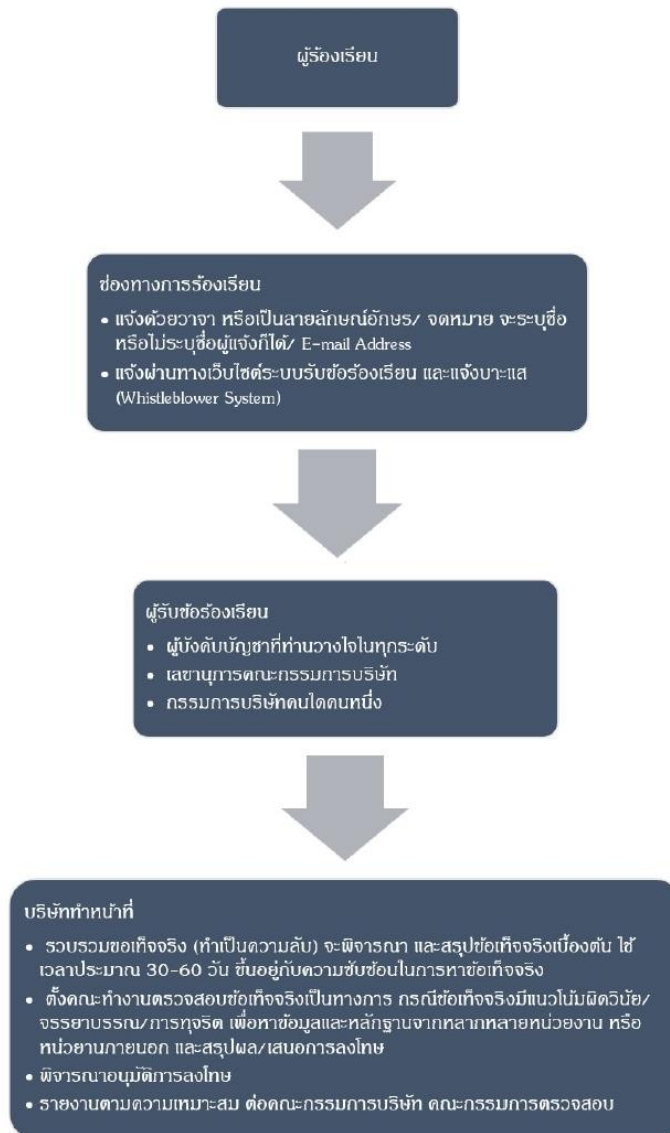 ผู้ร้องเรียน
ช่องทางการร้องเรียน
• แจ้งด้วยวาจา หรือเป็นลายลักษณ์อักษร/ จดหมาย จะระบุชื่อ
หรือไม่ระบุชื่อผู้แจ้งก็ได้/ E-mail Address
• แจ้งผ่านทางเว็บไซต์ระบบรับข้อร้องเรียน และแจ้งเบาะแส
(Whistleblower System)
ผู้รับข้อร้องเรียน
• ผู้บังคับบัญชาที่ท่านวางใจในทุกระดับ
• เลขานุการคณะกรรมการบริษัท
• กรรมการบริษัทคนใดคนหนึ่ง
บริษัททำหน้าที่
• รวบรวมขอเท็จจริง (ทำเป็นความลับ) จะพิจารณา และสรุปข้อเท็จจริงเบื้องต้น ใช้
เวลาประมาณ 30-60 วัน ขึ้นอยู่กับความซับซ้อนในการหาข้อเท็จจริง
• ตั้งคณะทำงานตรวจสอบข้อเท็จจริงเป็นทางการ กรณีข้อเท็จจริงมีแนวโน้มผิดวินัย/
จรรยาบรรณ/การทุจริต เพื่อหาข้อมูลและหลักฐานจากหลากหลายหน่วยงาน หรือ
หน่วยานภายนอก และสรุปผล/เสนอการลงโทษ
• พิจารณาอนุมัติการลงโทษ
• รายงานตามความเหมาะสม ต่อคณะกรรมการบริษัท คณะกรรมการตรวจสอบ